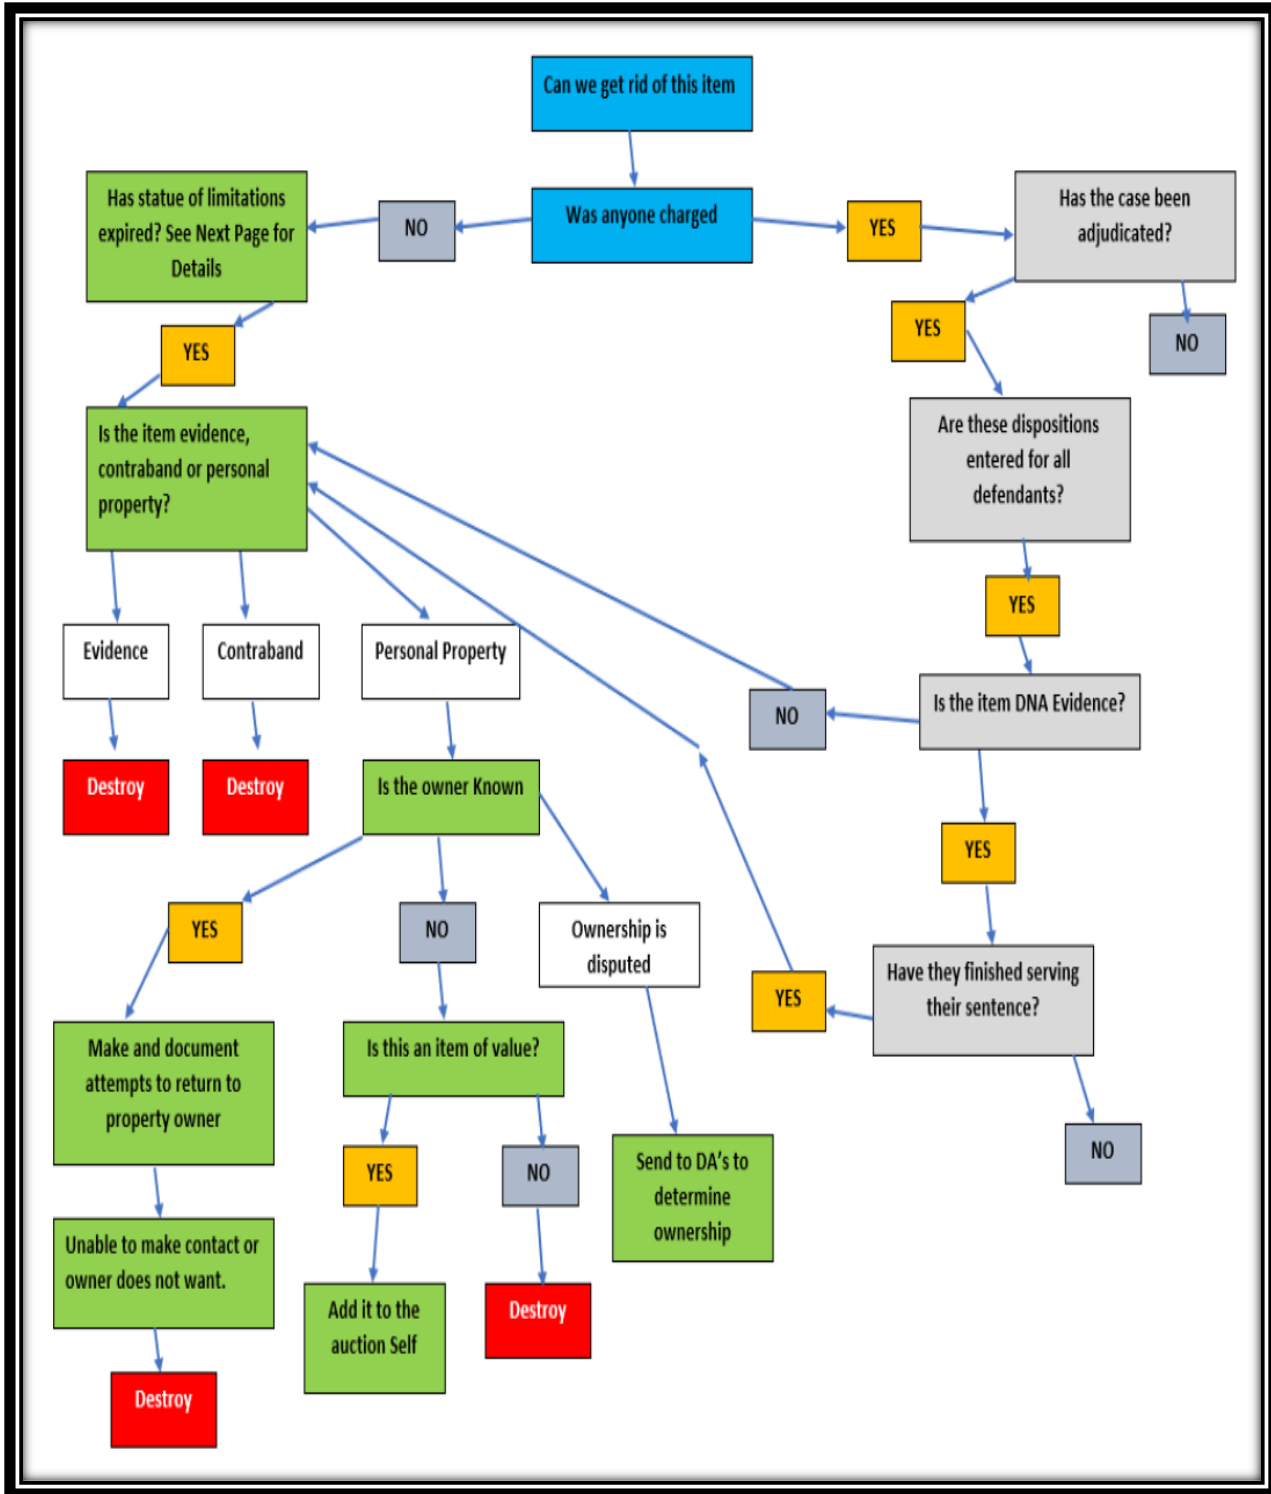 Can we get rid of this item
Has statue of limitations
expired? See Next Page for
Details
NO
Was anyone charged
YES
Has the case been
adjudicated?
YES
YES
NO
Is the item evidence,
contraband or personal
property?
Are these dispositions
entered for all
defendants?
YES
Evidence
Contraband
Personal Property
NO
Is the item DNA Evidence?
Destroy
Destroy
Is the owner Known
YES
YES
NO
Ownership is
disputed
YES
Have they finished serving
their sentence?
Make and document
attempts to return to
property owner
Is this an item of value?
NO
YES
NO
Send to DA's to
determine
ownership
Unable to make contact or
owner does not want.
Add it to the
auction Self
Destroy
Destroy